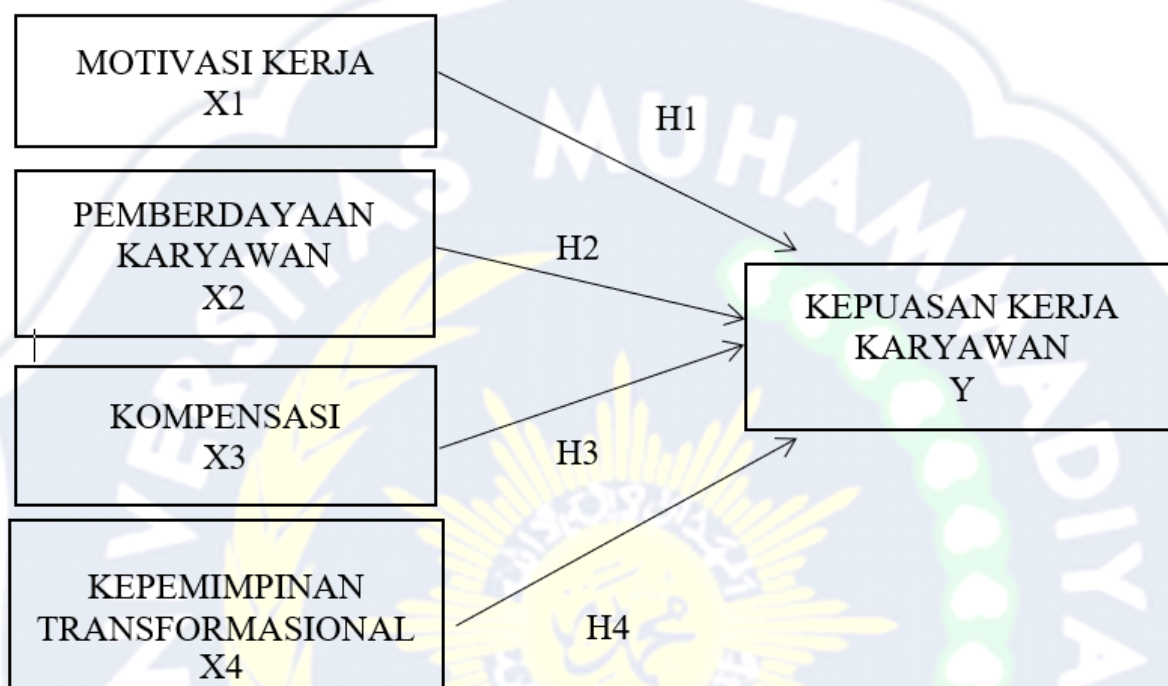 MOTIVASI KERJA
X1
H1
PEMBERDAYAAN
KARYAWAN
X2
H2
KEPUASAN KERJA
KARYAWAN
Y
KOMPENSASI
X3
H3
KEPEMIMPINAN
TRANSFORMASIONAL
X4
H4